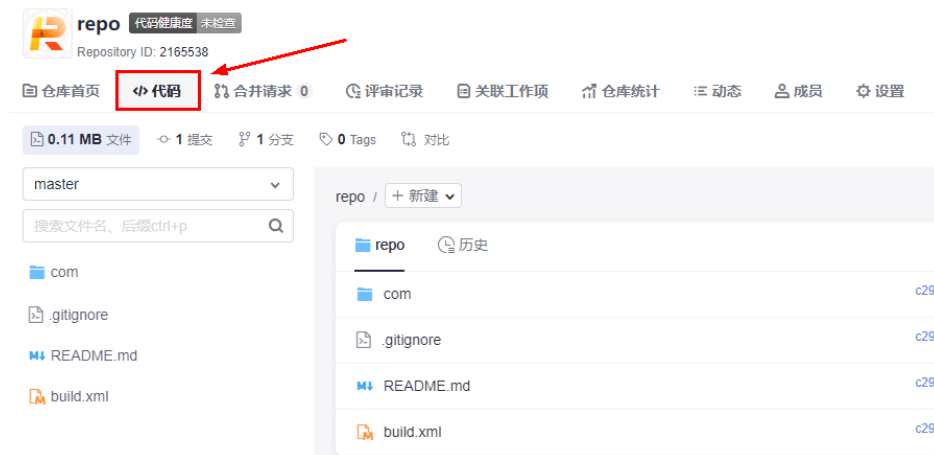 repo 代码健康度 未检查
Repository ID: 2165538
仓库首页 代码 合并请求 0 评审记录 关联工作项 仓库统计 动态 成员 设置
0.11 MB 文件 1 提交 1 分支 0 Tags 对比
master
repo / + 新建
搜索文件名、后缀ctrl+p
repo 历史
com
com c29
.gitignore
.gitignore c29
README.md
README.md c29
build.xml
build.xml c29